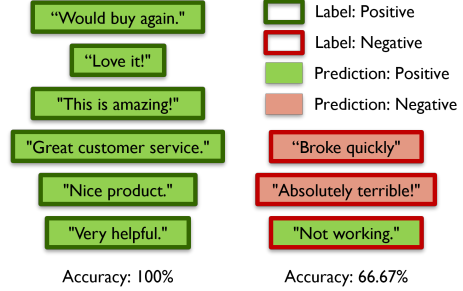 “Would buy again."
“Love it!"
"This is amazing!"
"Great customer service."
"Nice product."
"Very helpful."
Accuracy: 100%
Label: Positive
Label: Negative
Prediction: Positive
Prediction: Negative
“Broke quickly"
"Absolutely terrible!"
"Not working."
Accuracy: 66.67%